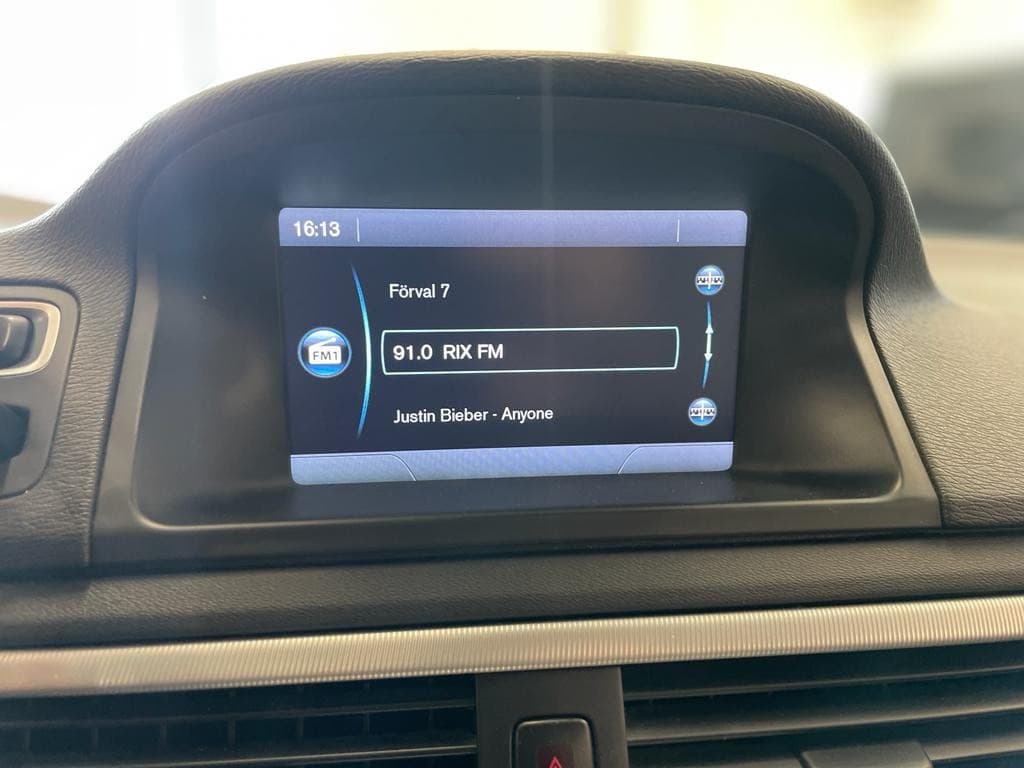 16:13
Förval 7
FM1
91.0 RIX FM
Justin Bieber - Anyone